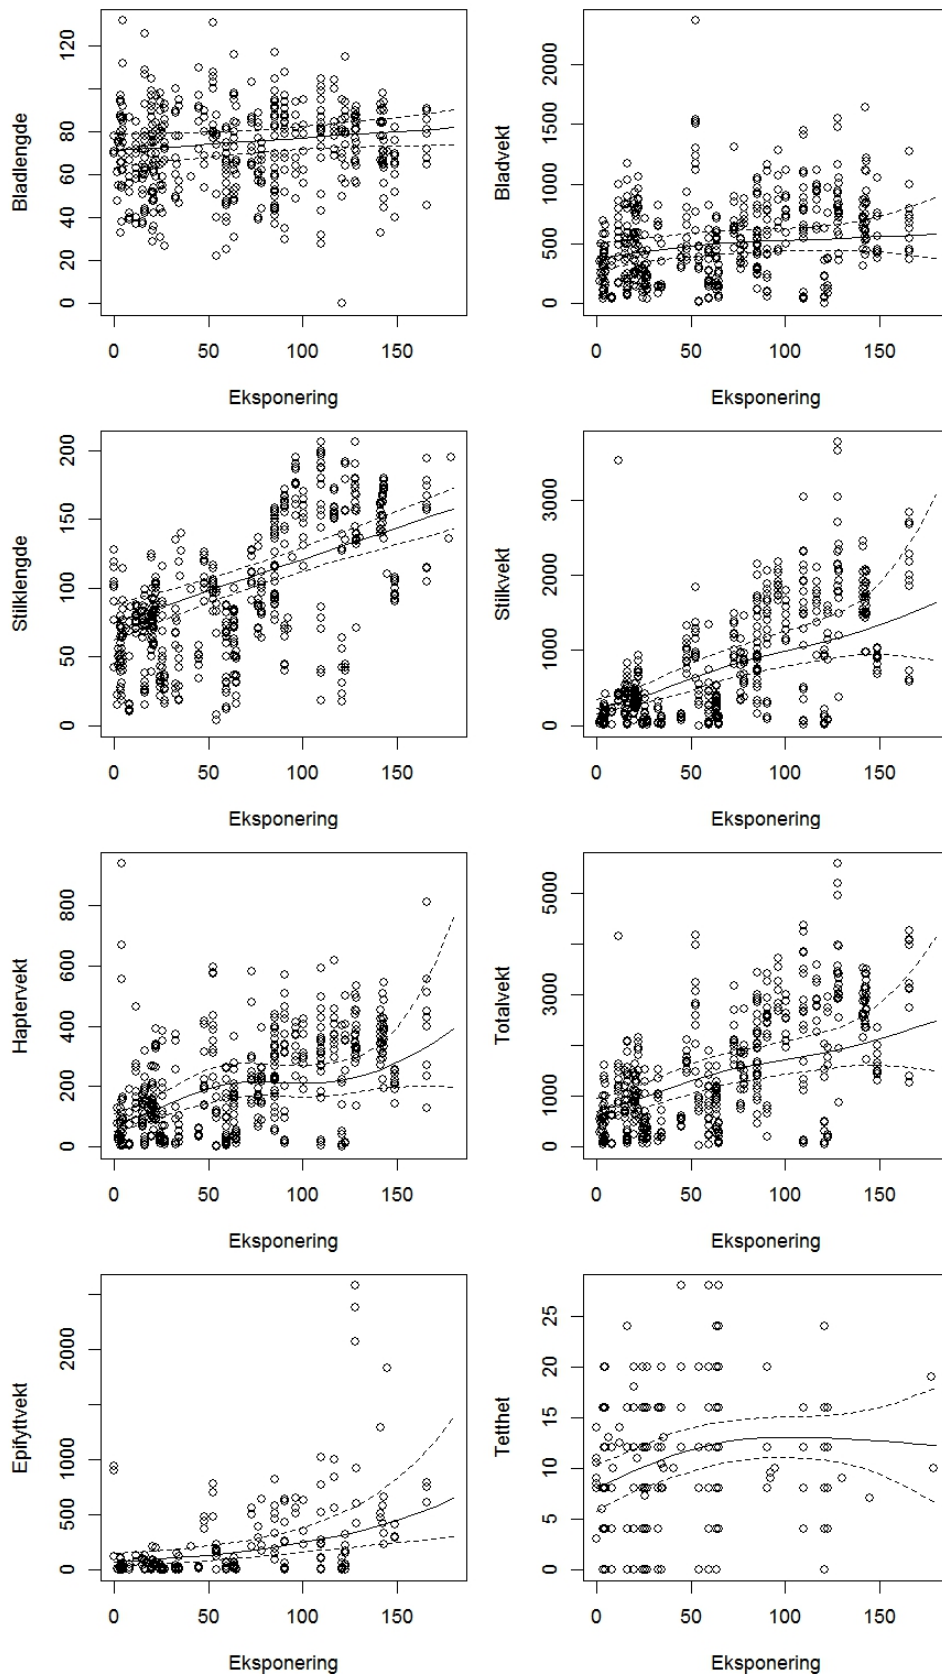 Bladlengde
0 20 40 60 80 120
0 50 100 150
Eksponering
Bladvekt
0 500 1000 1500 2000
0 50 100 150
Eksponering
Stilklengde
0 50 100 150 200
0 50 100 150
Eksponering
Stilkvekt
0 1000 2000 3000
0 50 100 150
Eksponering
Haptervekt
0 200 400 600 800
0 50 100 150
Eksponering
Totalvekt
0 1000 3000 5000
0 50 100 150
Eksponering
Epifyttvekt
0 500 1000 2000
0 50 100 150
Eksponering
Tetthet
0 5 10 15 20 25
0 50 100 150
Eksponering